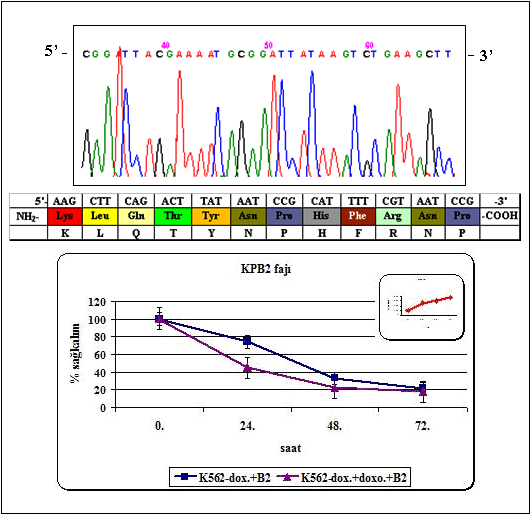 40 50 60
5' - CGGATTACGAAAATGCGGATTATAAGTCTGAAGCTT - 3'
5'- AAG CTT CAG ACT TAT AAT CCG CAT TTT CGT AAT CCG -3'
NH2- Lys Leu Gln Thr Tyr Asn Pro His Phe Arg Asn Pro -COOH
K L Q T Y N P H F R N P
KPB2 fajı
120
100
80
60
40
20
0
% sağkalım
0. 24. 48. 72.
saat
K562-dox.+B2 K562-dox.+doxo.+B2